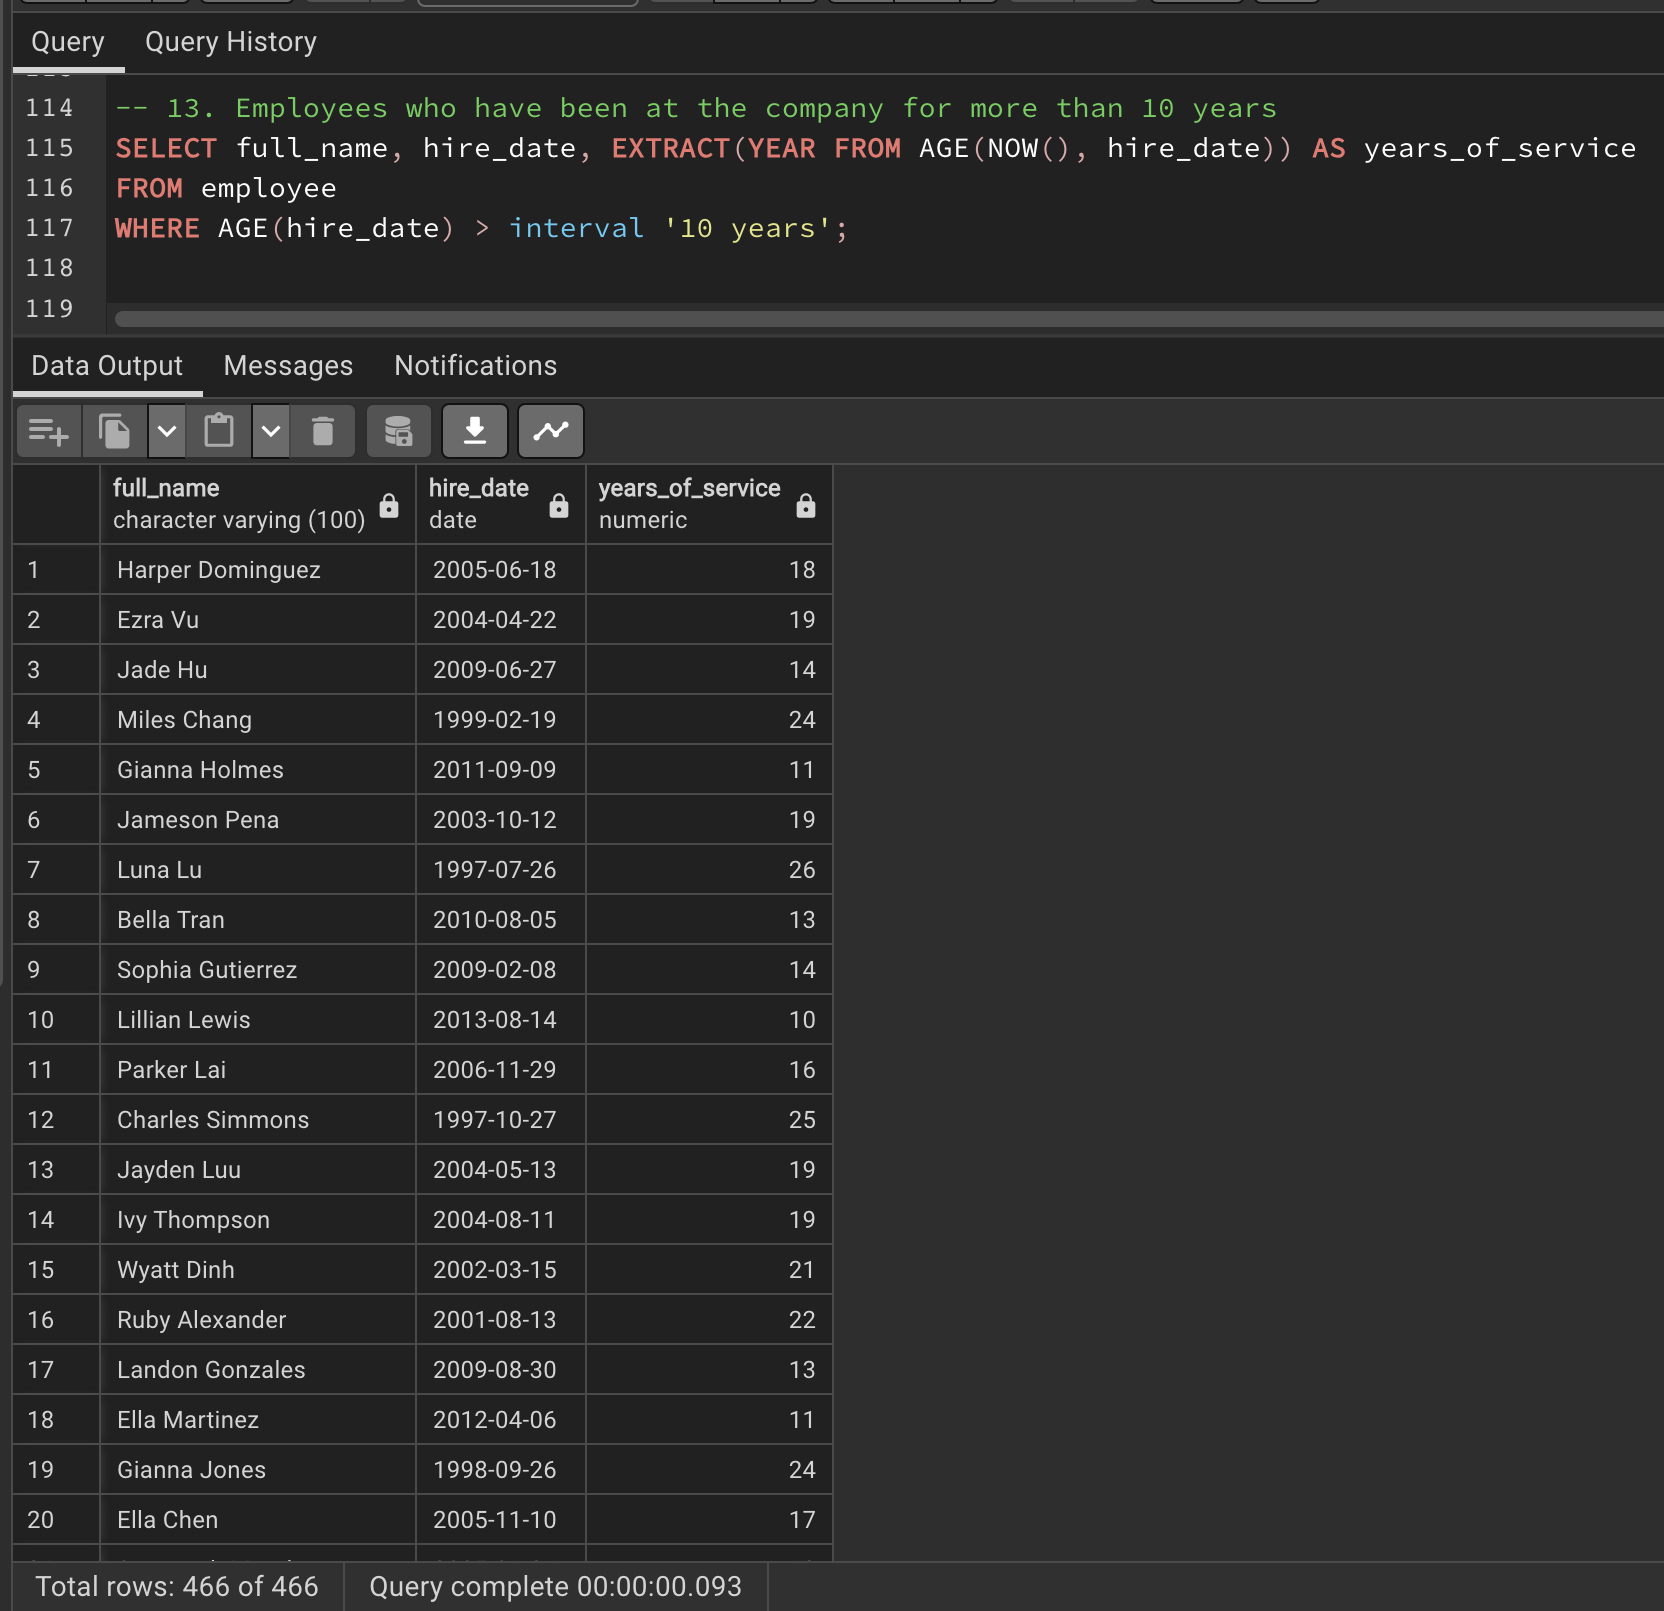 Query Query History
114 -- 13. Employees who have been at the company for more than 10 years
115 SELECT full_name, hire_date, EXTRACT(YEAR FROM AGE(NOW(), hire_date)) AS years_of_service
116 FROM employee
117 WHERE AGE(hire_date) > interval '10 years';
118
119
Data Output Messages Notifications
full_name hire_date years_of_service
character varying (100) date numeric
1 Harper Dominguez 2005-06-18 18
2 Ezra Vu 2004-04-22 19
3 Jade Hu 2009-06-27 14
4 Miles Chang 1999-02-19 24
5 Gianna Holmes 2011-09-09 11
6 Jameson Pena 2003-10-12 19
7 Luna Lu 1997-07-26 26
8 Bella Tran 2010-08-05 13
9 Sophia Gutierrez 2009-02-08 14
10 Lillian Lewis 2013-08-14 10
11 Parker Lai 2006-11-29 16
12 Charles Simmons 1997-10-27 25
13 Jayden Luu 2004-05-13 19
14 Ivy Thompson 2004-08-11 19
15 Wyatt Dinh 2002-03-15 21
16 Ruby Alexander 2001-08-13 22
17 Landon Gonzales 2009-08-30 13
18 Ella Martinez 2012-04-06 11
19 Gianna Jones 1998-09-26 24
20 Ella Chen 2005-11-10 17
Total rows: 466 of 466 Query complete 00:00:00.093